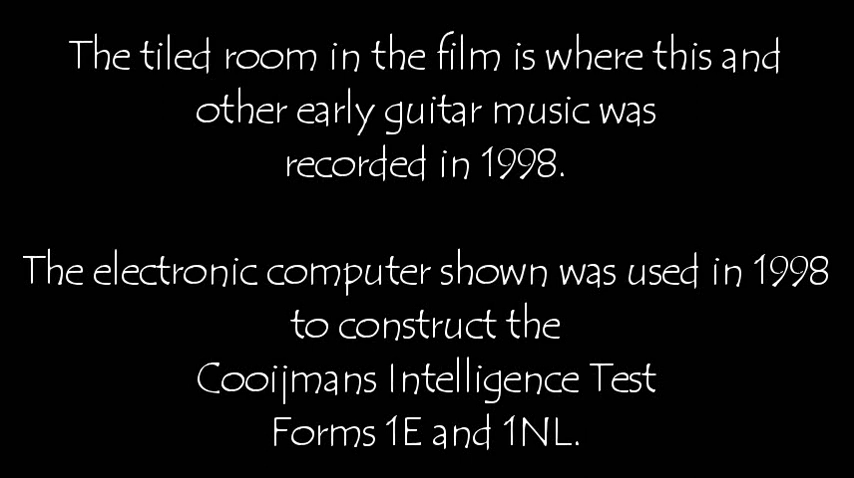 The tiled room in the film is where this and
other early guitar music was
recorded in 1998.
The electronic computer shown was used in 1998
to construct the
Cooijmans Intelligence Test
Forms 1E and 1NL.